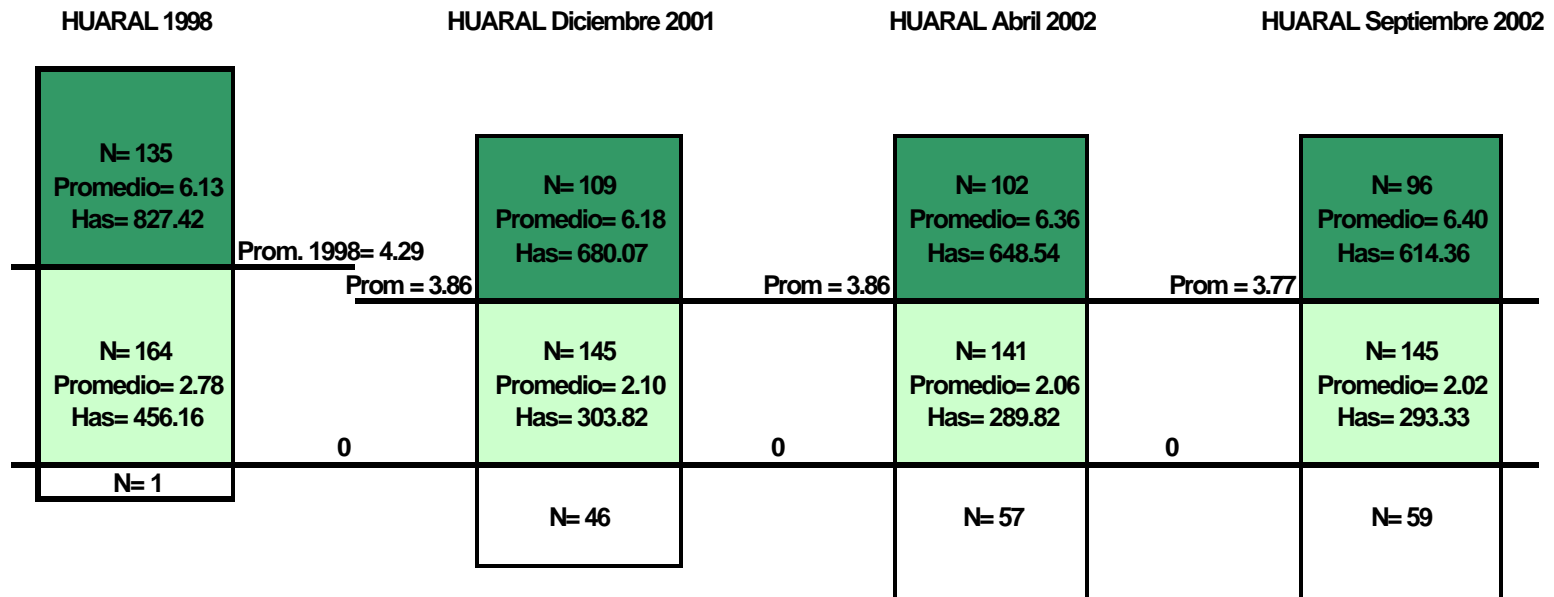 HUARAL 1998
HUARAL Diciembre 2001
HUARAL Abril 2002
HUARAL Septiembre 2002
N= 135
Promedio= 6.13
Has= 827.42
N= 109
Promedio= 6.18
Has= 680.07
N= 102
Promedio= 6.36
Has= 648.54
N= 96
Promedio= 6.40
Has= 614.36
Prom. 1998= 4.29
Prom = 3.86
Prom = 3.86
Prom = 3.77
N= 164
Promedio= 2.78
Has= 456.16
N= 145
Promedio= 2.10
Has= 303.82
N= 141
Promedio= 2.06
Has= 289.82
N= 145
Promedio= 2.02
Has= 293.33
0
0
0
N= 1
N= 46
N= 57
N= 59